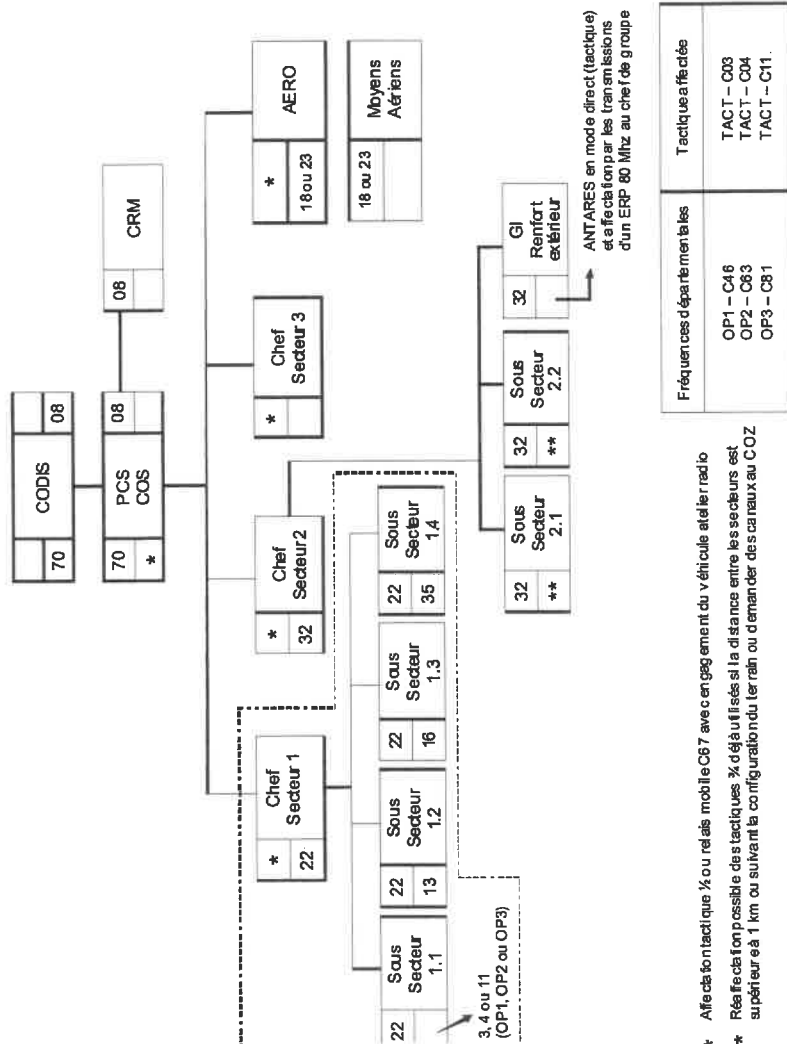 CODIS
70
08
PCS
COS
70
*
08
CRM
08
Chef
Secteur 1
*
22
Chef
Secteur 2
*
32
Chef
Secteur 3
*
AERO
*
18 ou 23
Moyens
Aériens
18 ou 23
Sous
Secteur
1.1
22
Sous
Secteur
1.2
22
13
Sous
Secteur
1.3
22
16
Sous
Secteur
1.4
22
35
3, 4 ou 11
(OP1, OP2 ou OP3)
Sous
Secteur
2.1
32
**
Sous
Secteur
2.2
32
**
GI
Renfort
extérieur
32
ANTARES en mode direct (tactique)
et affectation par les transmissions
d'un ERP 80 Mhz au chef de groupe
* Affectation tactique ½ ou relais mobile C67 avec engagement du véhicule atelier radio
* Réaffectation possible des tactiques ¾ déjà utilisés si la distance entre les secteurs est
supérieure à 1 km ou suivant la configuration du terrain ou demander des canaux au COZ
Fréquences départementales
Tactique affectée
OP1 – C46
TACT – C03
OP2 – C63
TACT – C04
OP3 – C81
TACT – C11.